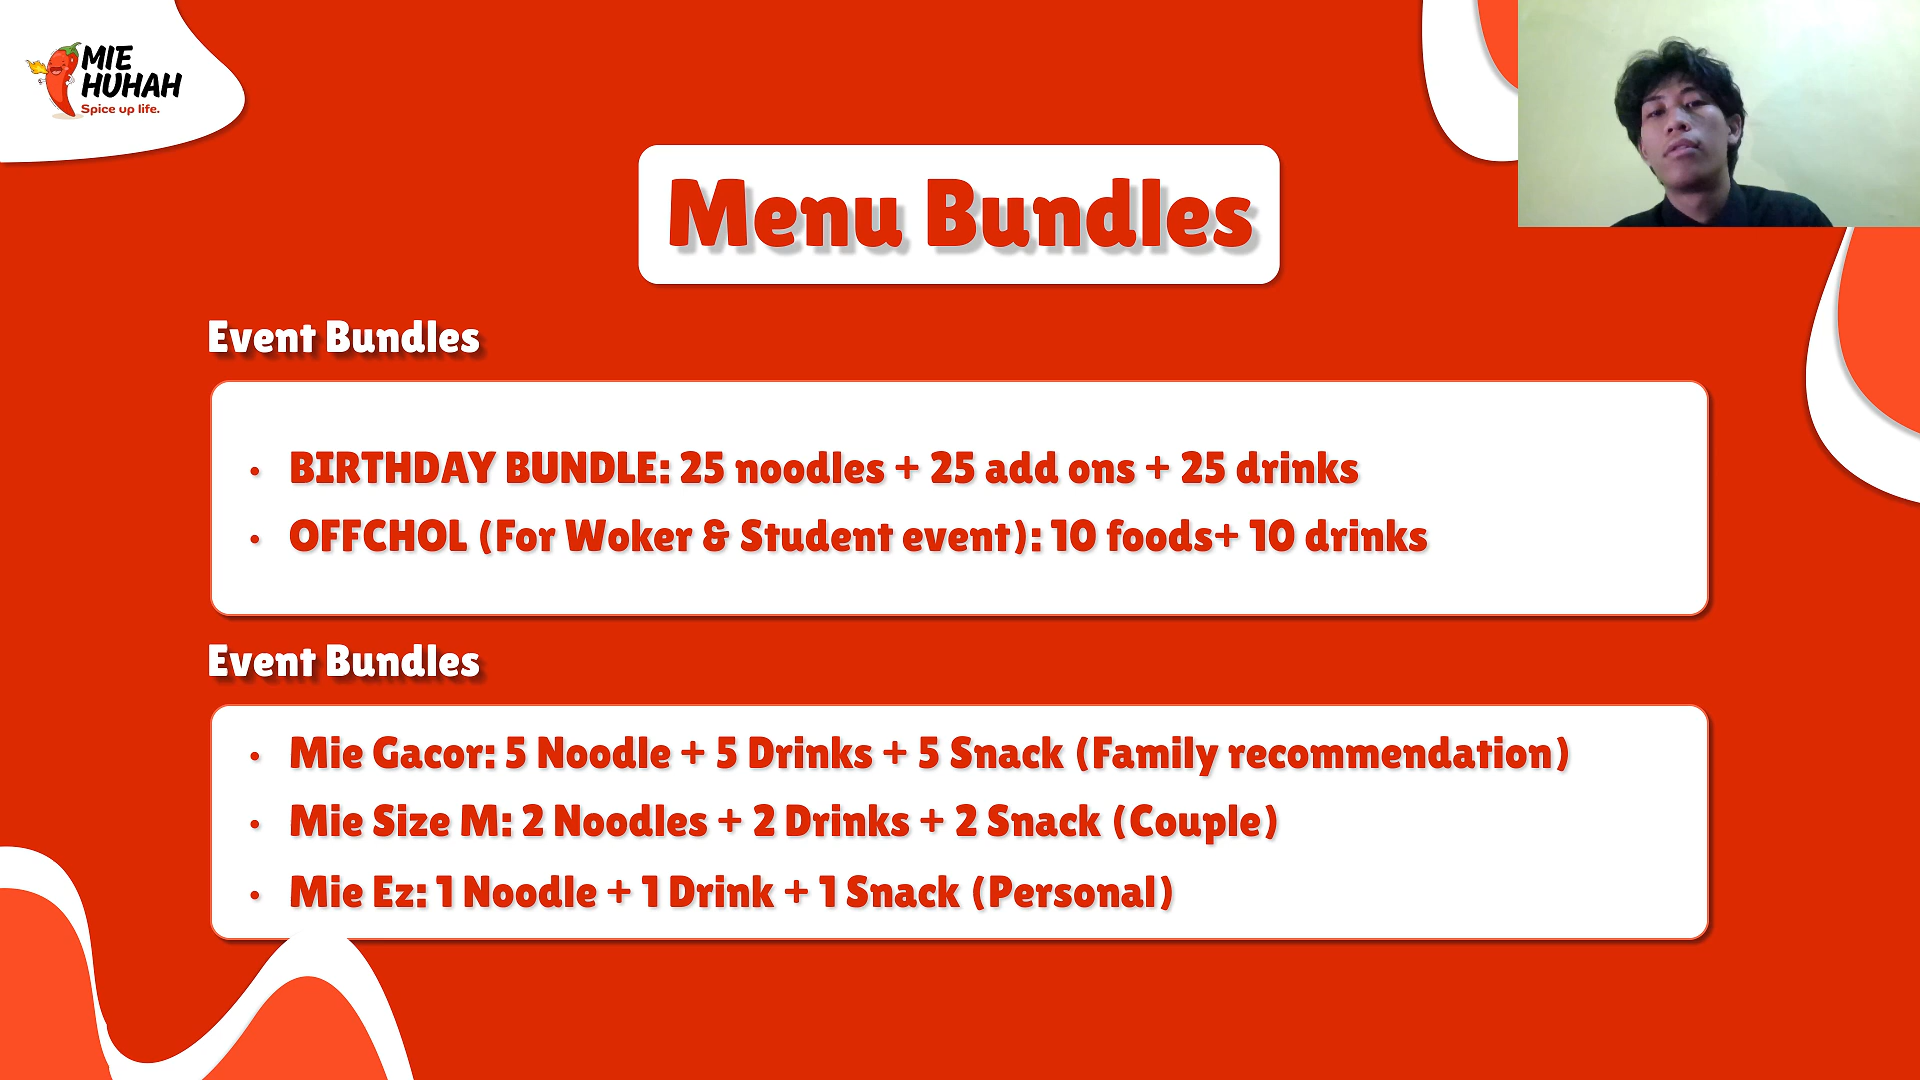 MIE
HUHAH
Spice up life.
Menu Bundles
Event Bundles
• BIRTHDAY BUNDLE: 25 noodles + 25 add ons + 25 drinks
• OFFCHOL (For Woker & Student event): 10 foods+ 10 drinks
Event Bundles
• Mie Gacor: 5 Noodle + 5 Drinks + 5 Snack (Family recommendation)
• Mie Size M: 2 Noodles + 2 Drinks + 2 Snack (Couple)
• Mie Ez: 1 Noodle + 1 Drink + 1 Snack (Personal)